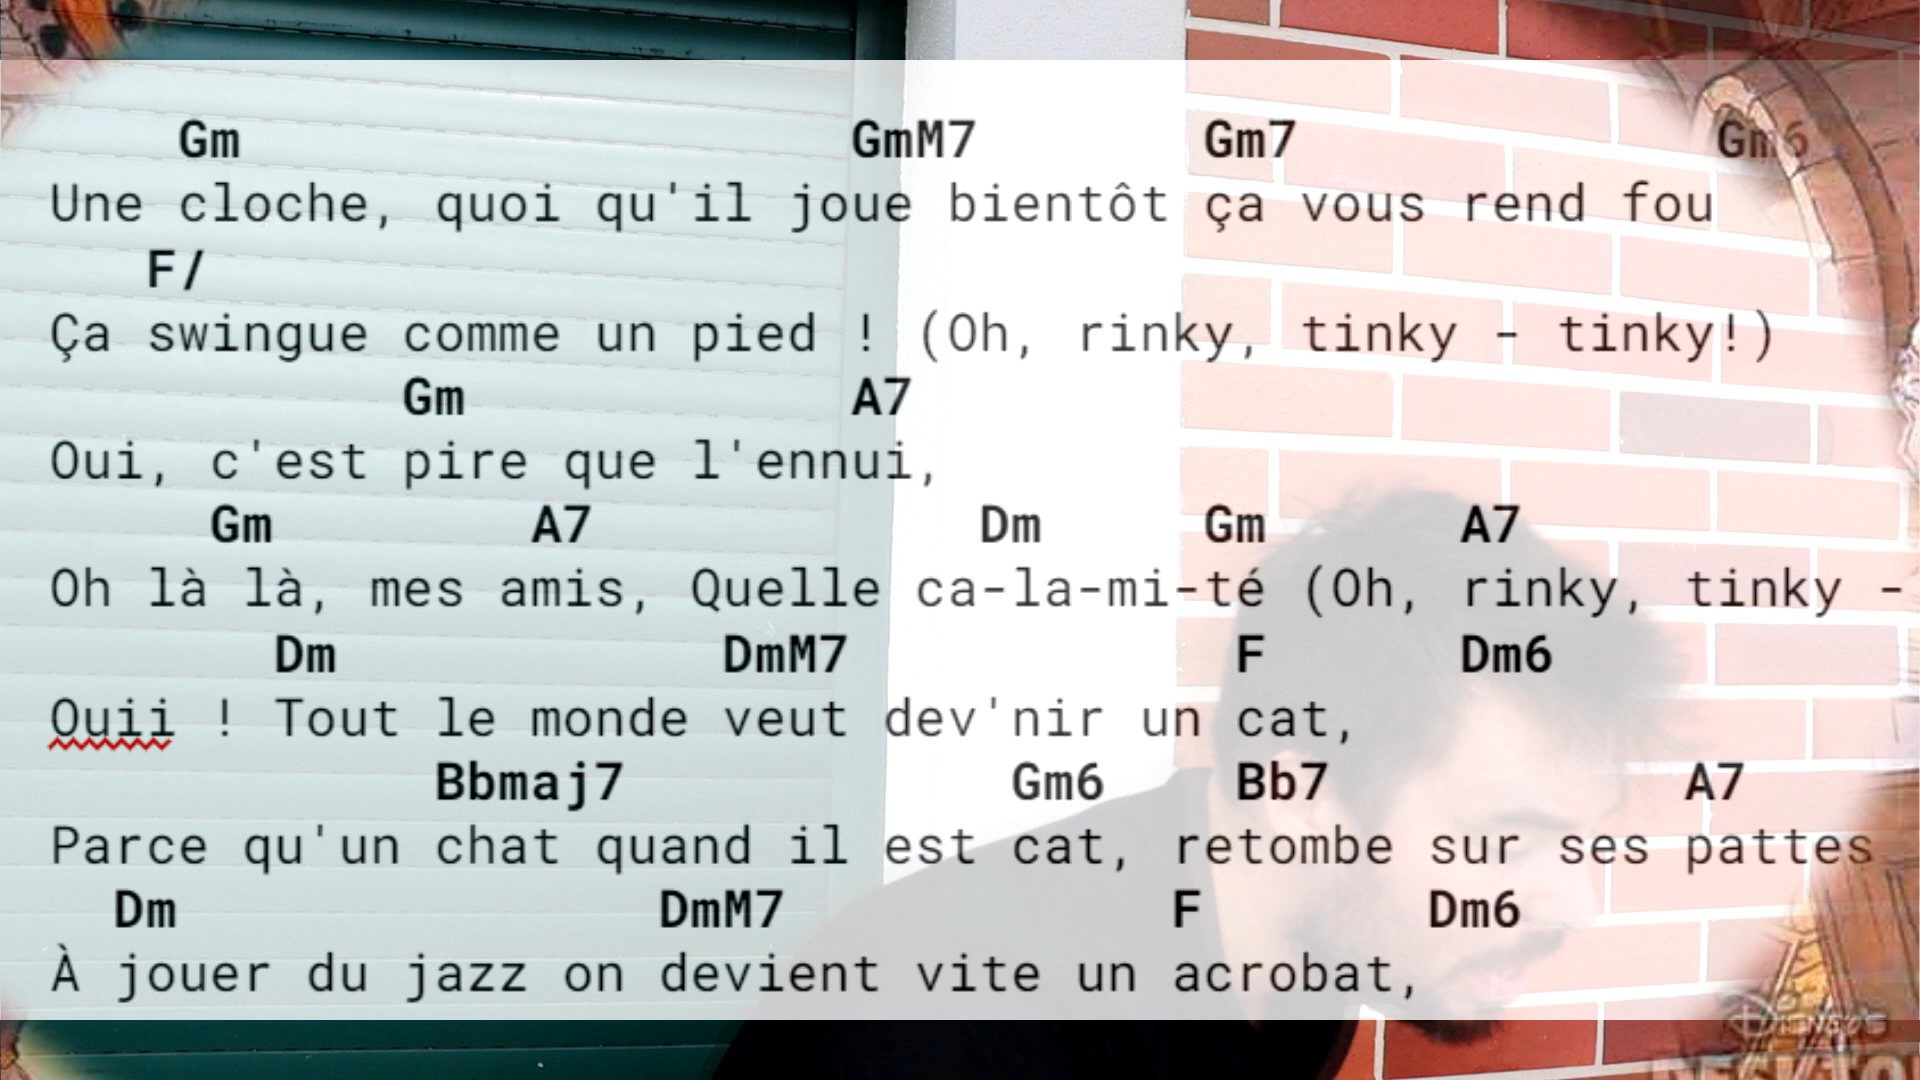 Gm GmM7 Gm7 Gm6
Une cloche, quoi qu'il joue bientôt ça vous rend fou
F/
Ça swingue comme un pied ! (Oh, rinky, tinky - tinky!)
Gm A7
Oui, c'est pire que l'ennui,
Gm A7 Dm Gm A7
Oh là là, mes amis, Quelle ca-la-mi-té (Oh, rinky, tinky -
Dm DmM7 F Dm6
Ouii ! Tout le monde veut dev'nir un cat,
Bbmaj7 Gm6 Bb7 A7
Parce qu'un chat quand il est cat, retombe sur ses pattes
Dm DmM7 F Dm6
À jouer du jazz on devient vite un acrobat,
DISNEY'S